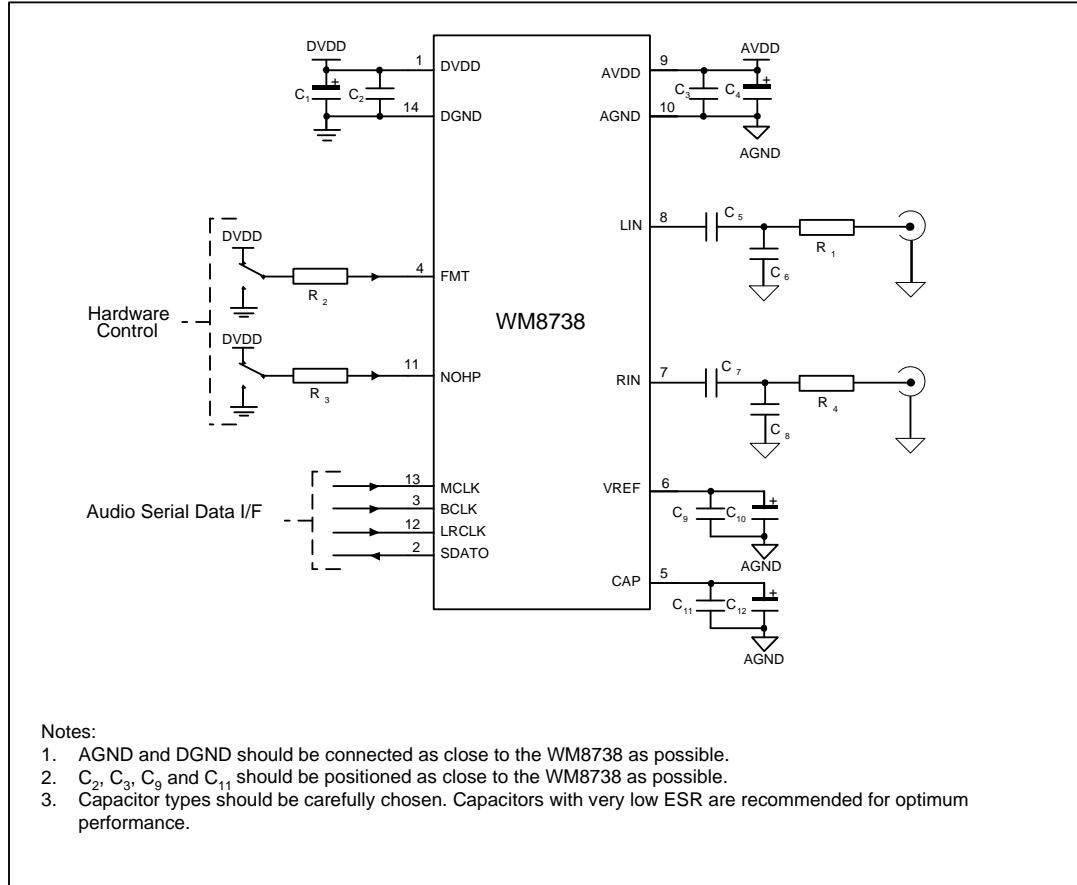 DVDD
AVDD
1
DVDD
AVDD
9
C1
C2
C3
C4
14
DGND
AGND
10
AGND
LIN
8
C5
R1
C6
DVDD
4
FMT
R2
Hardware
Control
WM8738
DVDD
11
NOHP
R3
RIN
7
C7
R4
C8
Audio Serial Data I/F
13
MCLK
3
BCLK
12
LRCLK
2
SDATO
VREF
6
C9
C10
AGND
CAP
5
C11
C12
AGND
+
+
+
+
Notes:
1. AGND and DGND should be connected as close to the WM8738 as possible.
2. C2, C3, C9 and C11 should be positioned as close to the WM8738 as possible.
3. Capacitor types should be carefully chosen. Capacitors with very low ESR are recommended for optimum
performance.